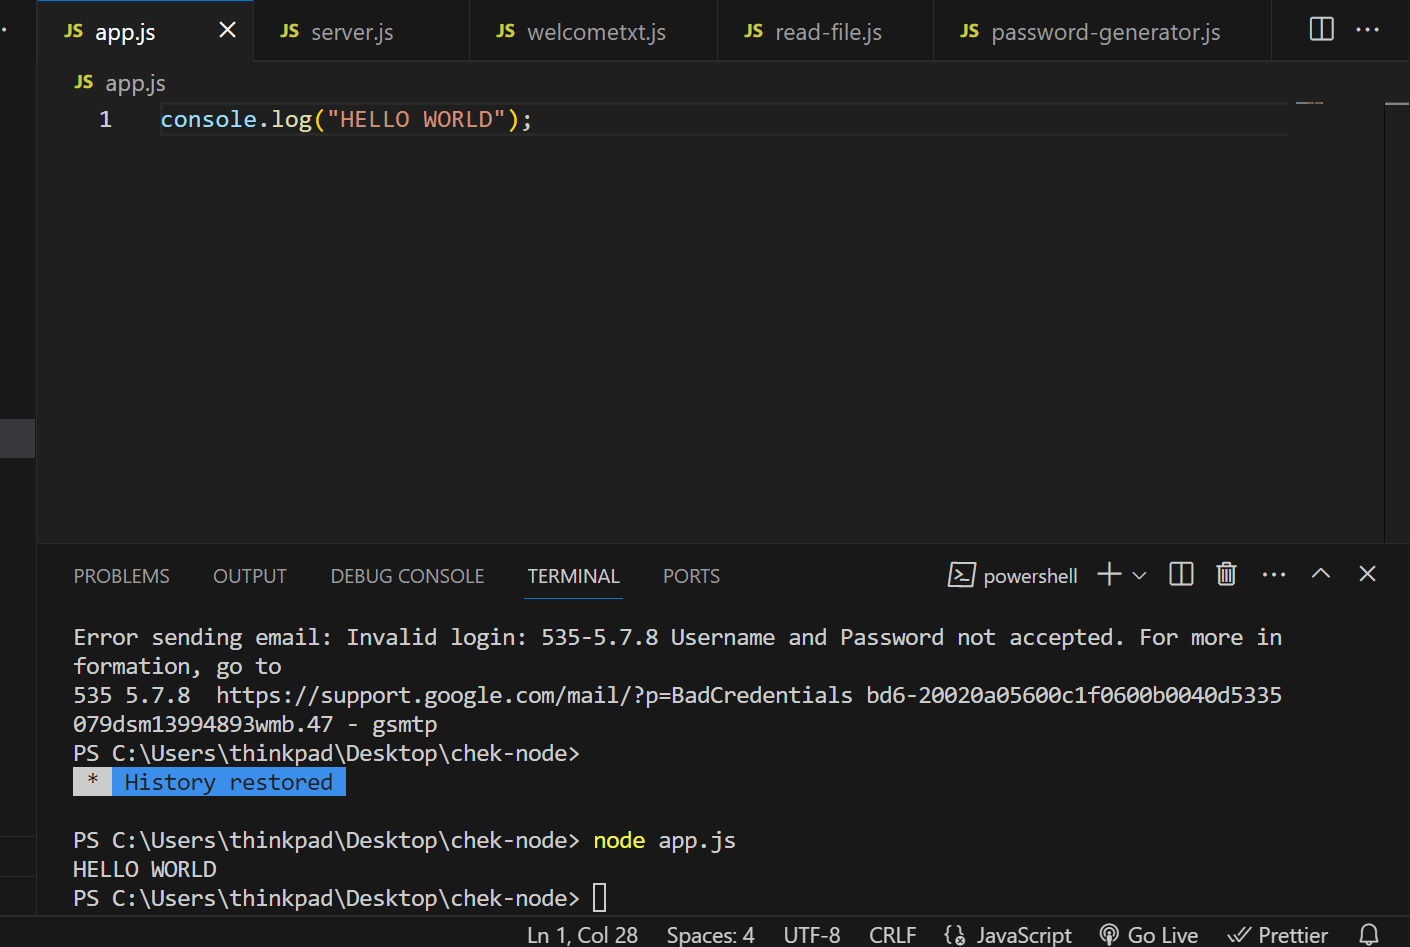 JS app.js × JS server.js JS welcometxt.js JS read-file.js JS password-generator.js ...
JS app.js
1 console.log("HELLO WORLD");
PROBLEMS OUTPUT DEBUG CONSOLE TERMINAL PORTS powershell
Error sending email: Invalid login: 535-5.7.8 Username and Password not accepted. For more in
formation, go to
535 5.7.8  https://support.google.com/mail/?p=BadCredentials bd6-20020a05600c1f0600b0040d5335
079dsm13994893wmb.47 - gsmtp
PS C:\Users\thinkpad\Desktop\chek-node>
* History restored
PS C:\Users\thinkpad\Desktop\chek-node> node app.js
HELLO WORLD
PS C:\Users\thinkpad\Desktop\chek-node>
Ln 1, Col 28 Spaces: 4 UTF-8 CRLF JavaScript Go Live Prettier